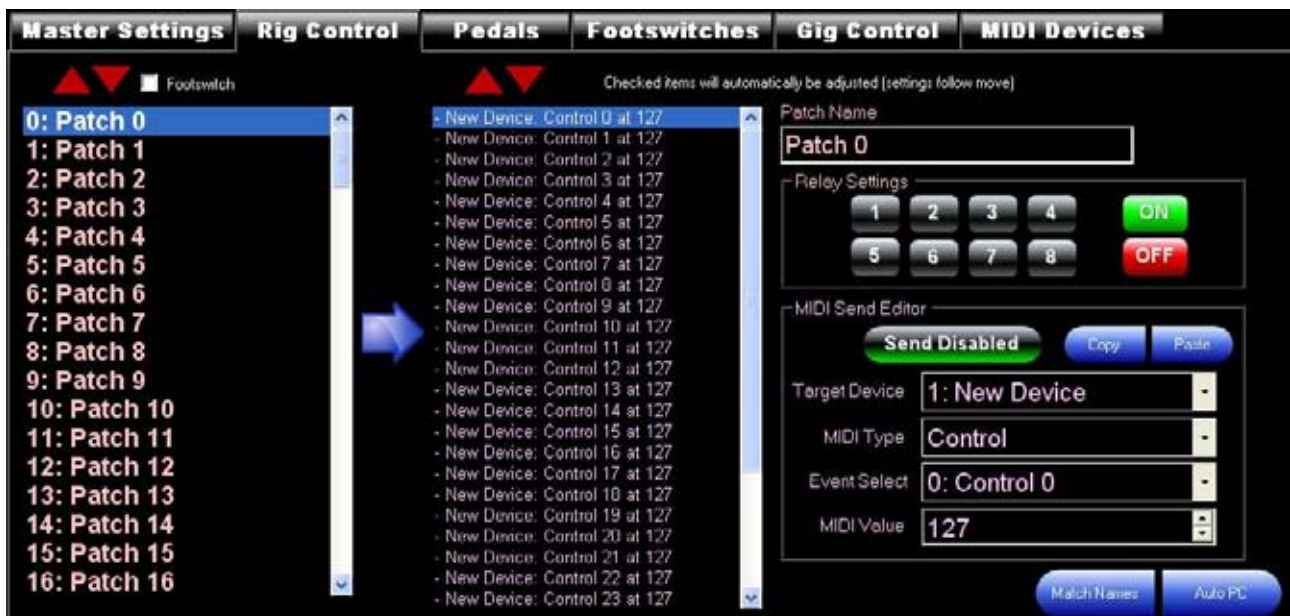 Master Settings Rig Control Pedals Footswitches Gig Control MIDI Devices
Footswitch
Checked items will automatically be adjusted (settings follow move)
0: Patch 0
1: Patch 1
2: Patch 2
3: Patch 3
4: Patch 4
5: Patch 5
6: Patch 6
7: Patch 7
8: Patch 8
9: Patch 9
10: Patch 10
11: Patch 11
12: Patch 12
13: Patch 13
14: Patch 14
15: Patch 15
16: Patch 16
- New Device: Control 0 at 127
- New Device: Control 1 at 127
- New Device: Control 2 at 127
- New Device: Control 3 at 127
- New Device: Control 4 at 127
- New Device: Control 5 at 127
- New Device: Control 6 at 127
- New Device: Control 7 at 127
- New Device: Control 8 at 127
- New Device: Control 9 at 127
- New Device: Control 10 at 127
- New Device: Control 11 at 127
- New Device: Control 12 at 127
- New Device: Control 13 at 127
- New Device: Control 14 at 127
- New Device: Control 15 at 127
- New Device: Control 16 at 127
- New Device: Control 17 at 127
- New Device: Control 18 at 127
- New Device: Control 19 at 127
- New Device: Control 20 at 127
- New Device: Control 21 at 127
- New Device: Control 22 at 127
- New Device: Control 23 at 127
Patch Name
Patch 0
Relay Settings
1 2 3 4 ON
5 6 7 8 OFF
MIDI Send Editor
Send Disabled Copy Paste
Target Device 1: New Device
MIDI Type Control
Event Select 0: Control 0
MIDI Value 127
Match Names Auto PC